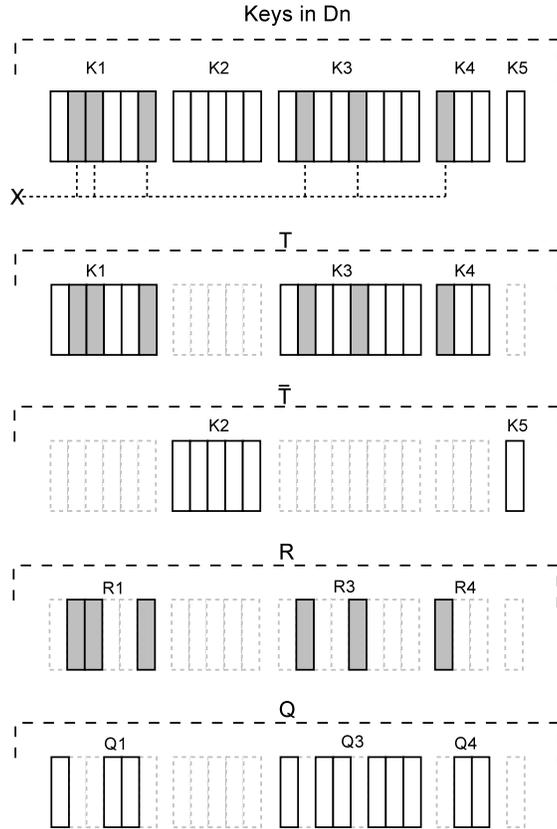 Keys in Dn
K1 K2 K3 K4 K5
X
T
K1 K3 K4
T̅
K2 K5
R
R1 R3 R4
Q
Q1 Q3 Q4